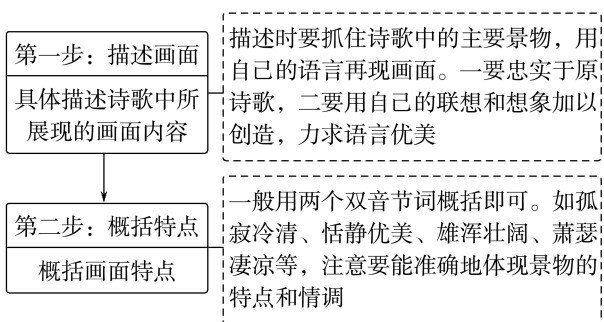 第一步：描述画面
具体描述诗歌中所
展现的画面内容
描述时要抓住诗歌中的主要景物，用
自己的语言再现画面。一要忠实于原
诗歌，二要用自己的联想和想象加以
创造，力求语言优美
第二步：概括特点
概括画面特点
一般用两个双音节词概括即可。如孤
寂冷清、恬静优美、雄浑壮阔、萧瑟
凄凉等，注意要能准确地体现景物的
特点和情调